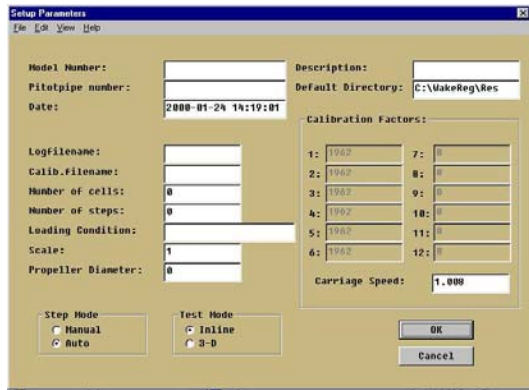 Setup Parameters
File Edit View Help
Model Number:
Description:
Pitotpipe number:
Default Directory: C:\WakeReg\Res
Date: 2000-01-24 14:19:01
Calibration Factors:
LogFilename:
Calib.filename:
Number of cells: 0
Number of steps: 0
Loading Condition:
Scale: 1
Propeller Diameter: 0
1: 1962 7: 0
2: 1962 8: 0
3: 1962 9: 0
4: 1962 10: 0
5: 1962 11: 0
6: 1962 12: 0
Carriage Speed: 1.008
Step Mode
Manual
Auto
Test Mode
Inline
3-D
OK
Cancel